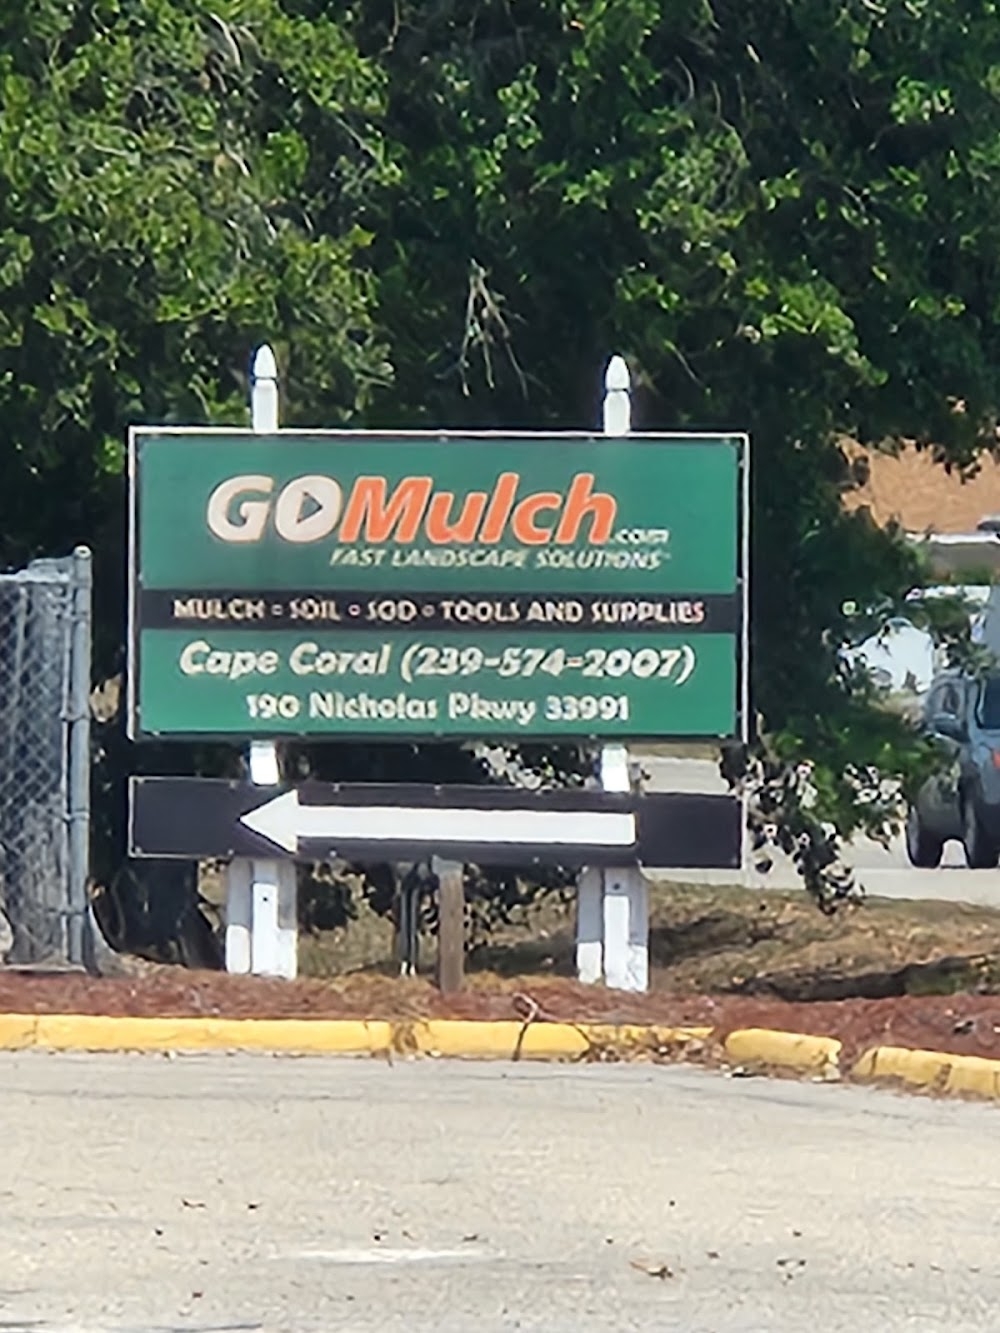 GOMulch.com
FAST LANDSCAPE SOLUTIONS
MULCH • SOIL • SOD • TOOLS AND SUPPLIES
Cape Coral (239-574-2007)
190 Nicholas Pkwy 33991